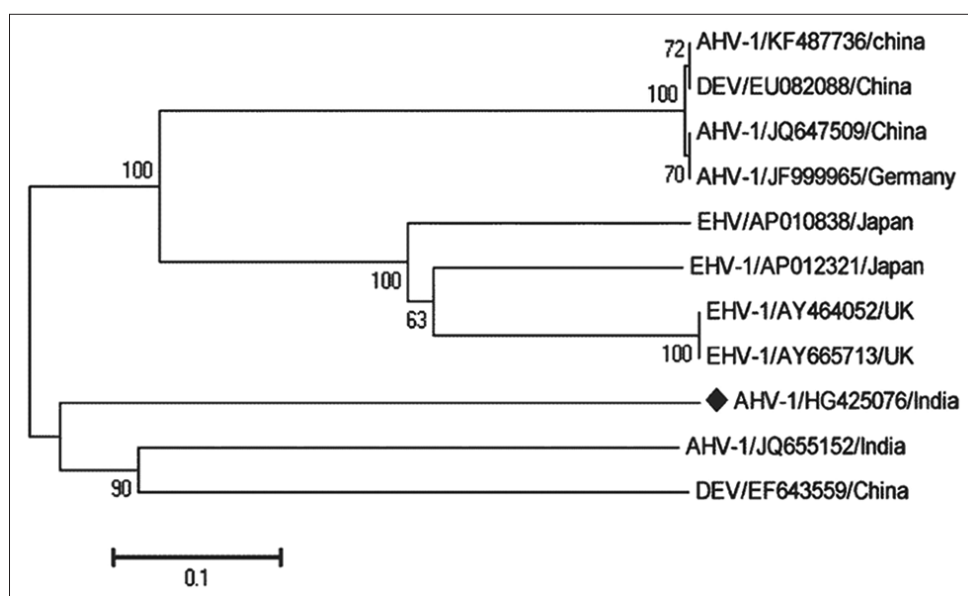 72
AHV-1/KF487736/china
DEV/EU082088/China
100
AHV-1/JQ647509/China
100
70
AHV-1/JF999965/Germany
EHV/AP010838/Japan
100
EHV-1/AP012321/Japan
63
EHV-1/AY464052/UK
100
EHV-1/AY665713/UK
AHV-1/HG425076/India
AHV-1/JQ655152/India
90
DEV/EF643559/China
0.1